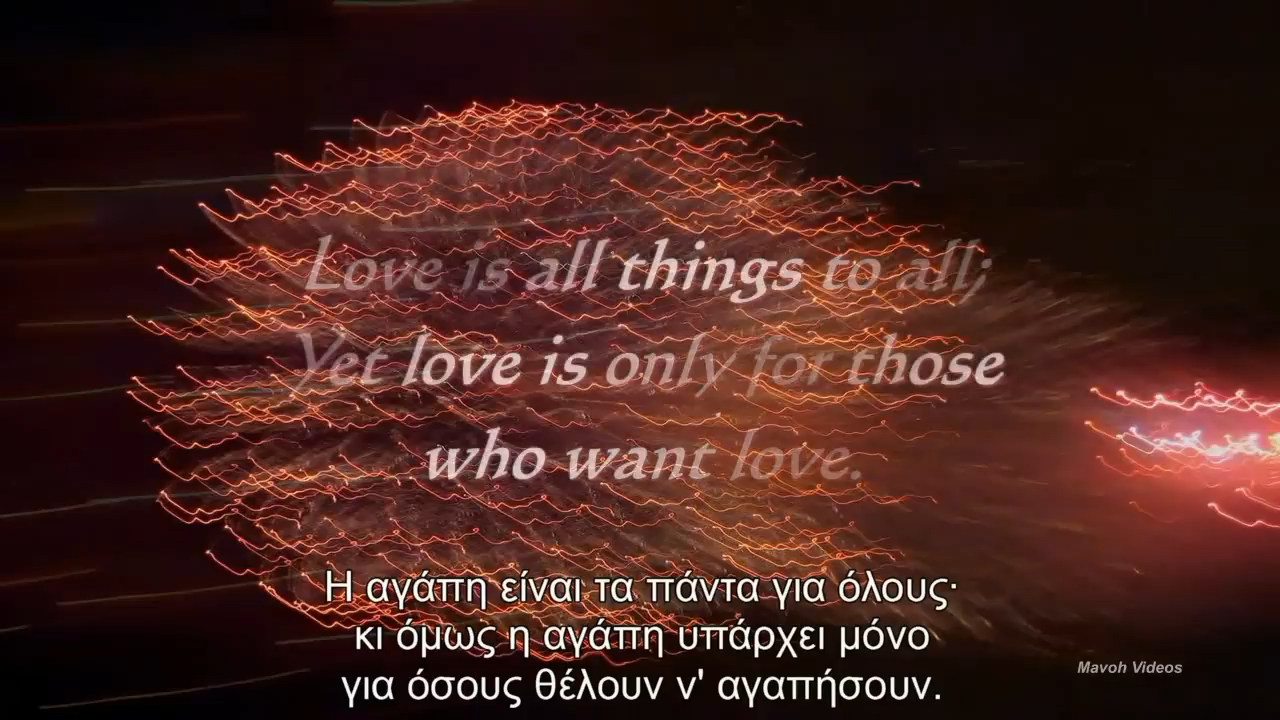 Love is all things to all;
Yet love is only for those
who want love.
Η αγάπη είναι τα πάντα για όλους·
κι όμως η αγάπη υπάρχει μόνο
για όσους θέλουν ν' αγαπήσουν.
Mavoh Videos